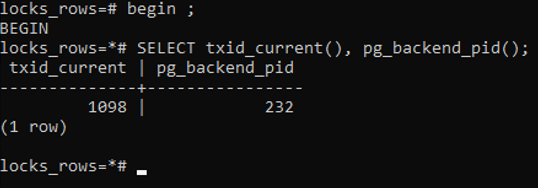 locks_rows=# begin ;
BEGIN
locks_rows=*# SELECT txid_current(), pg_backend_pid();
 txid_current | pg_backend_pid
--------------+----------------
         1098 |            232
(1 row)

locks_rows=*# _